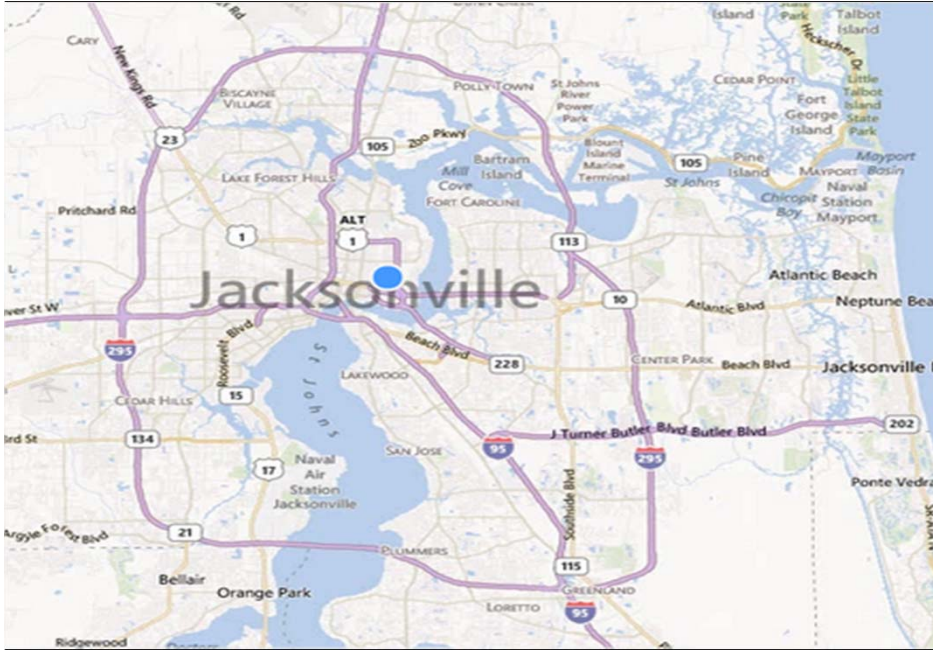 Island
State
Park
Talbot
Island
CARY
New Kings Rd
Heckscher Dr
BISCAYNE
VILLAGE
POLLY TOWN
St Johns
River
Power
Park
CEDAR POINT
Little
Talbot
Island
State
Park
Fort
George
Island
23
105
Zoo Pkwy
Blount
Island
Marine
Terminal
105
Pine
Island
Mayport
Basin
Bartram
Island
Mill
Cove
LAKE FOREST HILLS
St Johns
MAYPORT
Naval
Station
Mayport
Chicopit
Bay
FORT CAROLINE
Pritchard Rd
ALT
1
1
113
Jacksonville
Atlantic Beach
10
Atlantic Blvd
Neptune Bea
ver St W
295
Roosevelt Blvd
St Johns
Beach Blvd
228
CENTER PARK
Beach Blvd
Jacksonville
LAKEWOOD
CEDAR HILLS
15
134
3rd St
17
SAN JOSE
95
J Turner Butler Blvd
Butler Blvd
202
295
Naval
Air
Station
Jacksonville
Southside Blvd
Ponte Vedra
Argyle Forest Blvd
21
PLUMMERS
115
Bellair
Orange Park
GREENLAND
LORETTO
95
Ridgewood